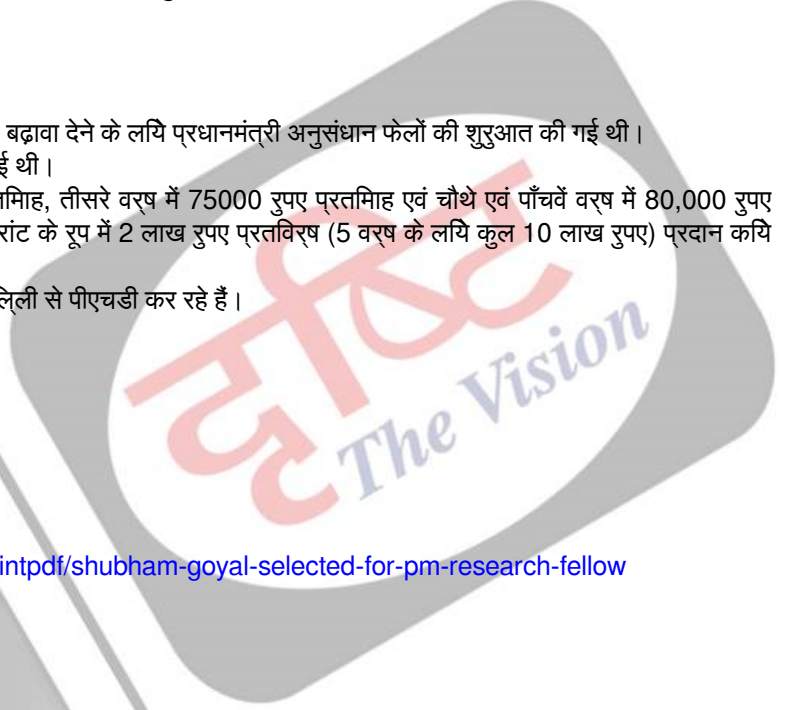 बढ़ावा देने के लिये प्रधानमंत्री अनुसंधान फेलों की शुरुआत की गई थी।
ई थी।
तिमाह, तीसरे वर्ष में 75000 रुपए प्रतिमाह एवं चौथे एवं पाँचवें वर्ष में 80,000 रुपए
रांट के रूप में 2 लाख रुपए प्रतिवर्ष (5 वर्ष के लिये कुल 10 लाख रुपए) प्रदान किये
ल्लि‍ली से पीएचडी कर रहे हैं।
दृष्टि
The Vision
intpdf/shubham-goyal-selected-for-pm-research-fellow